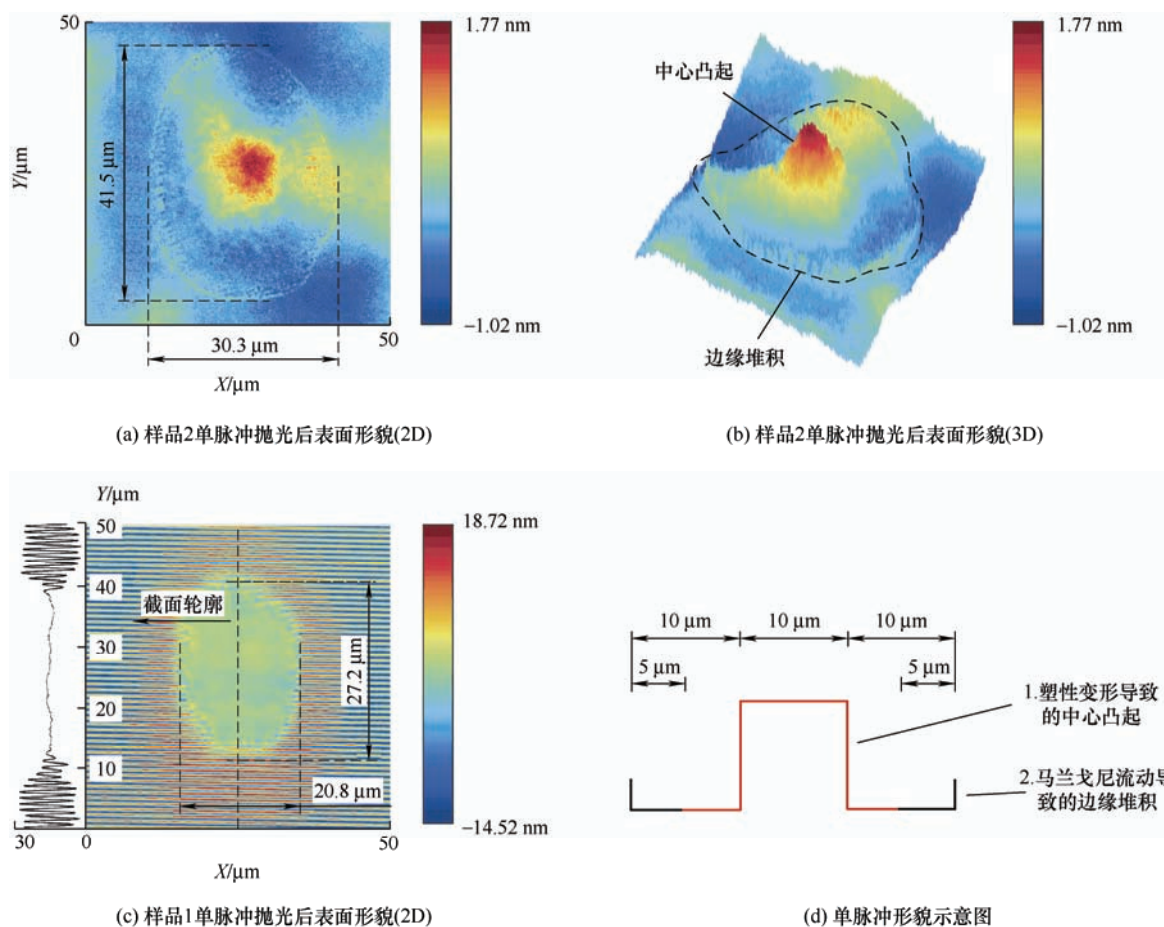 50
1.77 nm
Y/μm
41.5 μm
−1.02 nm
0
50
30.3 μm
X/μm
(a) 样品2单脉冲抛光后表面形貌(2D)
1.77 nm
中心凸起
−1.02 nm
边缘堆积
(b) 样品2单脉冲抛光后表面形貌(3D)
Y/μm
50
18.72 nm
40
截面轮廓
30
27.2 μm
20
10
20.8 μm
−14.52 nm
30
0
50
X/μm
(c) 样品1单脉冲抛光后表面形貌(2D)
10 μm
10 μm
10 μm
5 μm
5 μm
1.塑性变形导致
的中心凸起
2.马兰戈尼流动导
致的边缘堆积
(d) 单脉冲形貌示意图